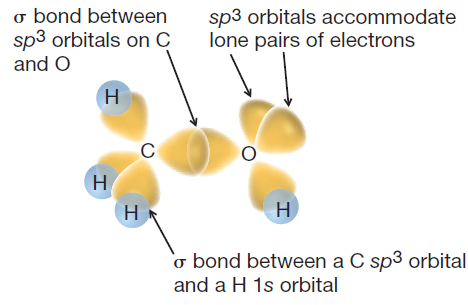 σ bond between
sp³ orbitals on C
and O
sp³ orbitals accommodate
lone pairs of electrons
H
C
O
H
H
H
σ bond between a C sp³ orbital
and a H 1s orbital